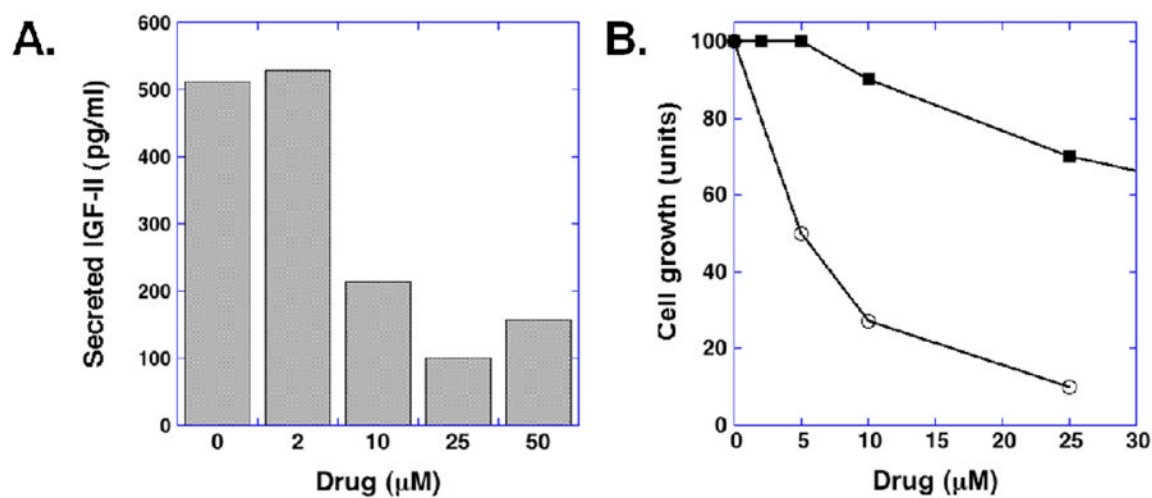 A.
600
500
400
300
200
100
0
Secreted IGF-II (pg/ml)
0 2 10 25 50
Drug (μM)
B.
100
80
60
40
20
0
Cell growth (units)
0 5 10 15 20 25 30
Drug (μM)